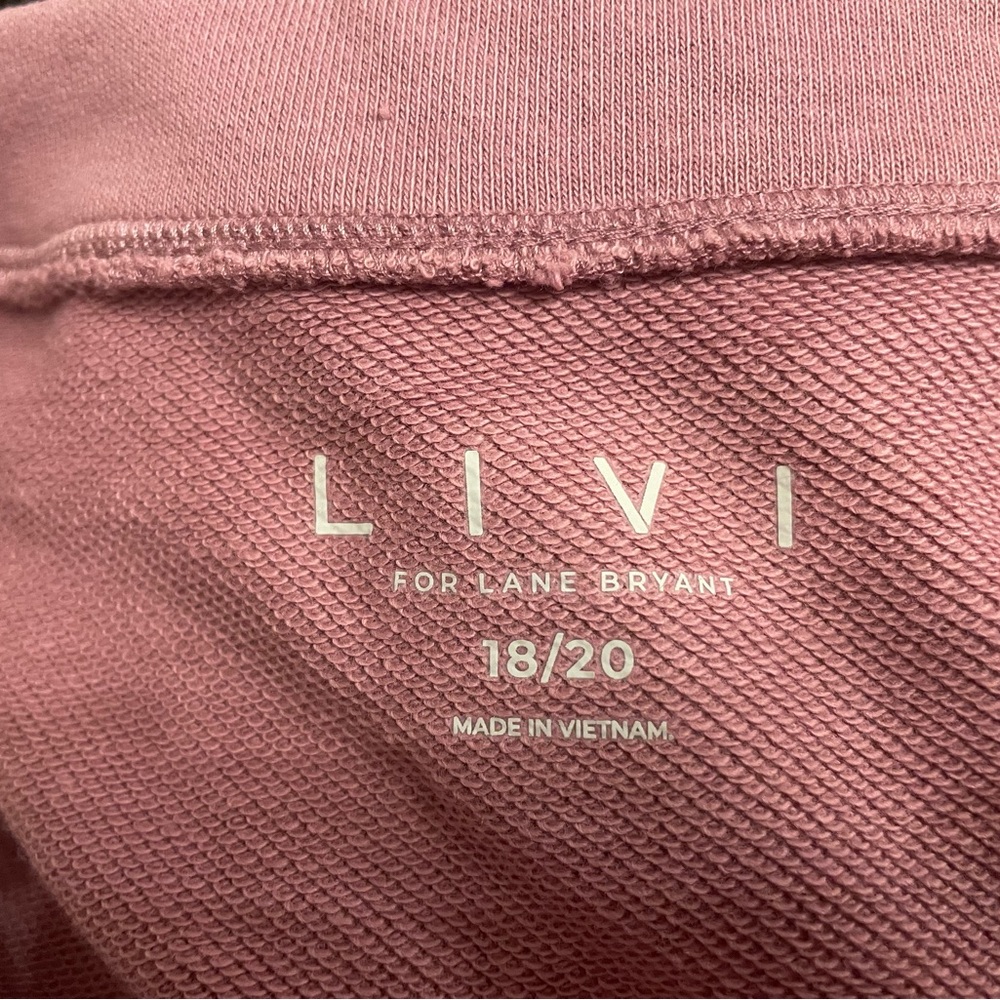 LIVI
FOR LANE BRYANT
18/20
MADE IN VIETNAM.